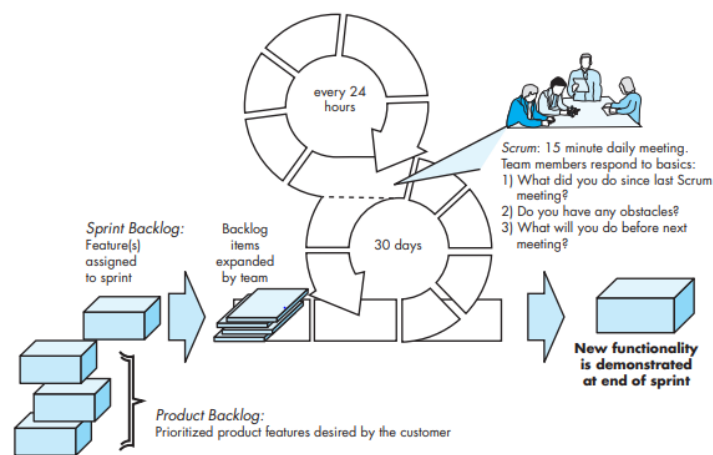 every 24
hours
Scrum: 15 minute daily meeting.
Team members respond to basics:
1) What did you do since last Scrum
meeting?
2) Do you have any obstacles?
3) What will you do before next
meeting?
Sprint Backlog:
Feature(s)
assigned
to sprint
Backlog
items
expanded
by team
30 days
New functionality
is demonstrated
at end of sprint
Product Backlog:
Prioritized product features desired by the customer